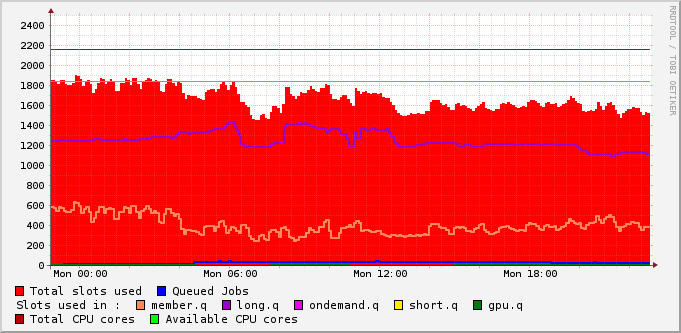 2400
2200
2000
1800
1600
1400
1200
1000
800
600
400
200
0
Mon 00:00 Mon 06:00 Mon 12:00 Mon 18:00
Total slots used Queued Jobs
Slots used in : member.q long.q ondemand.q short.q gpu.q
Total CPU cores Available CPU cores
RRDTOOL / TOBI OETIKER